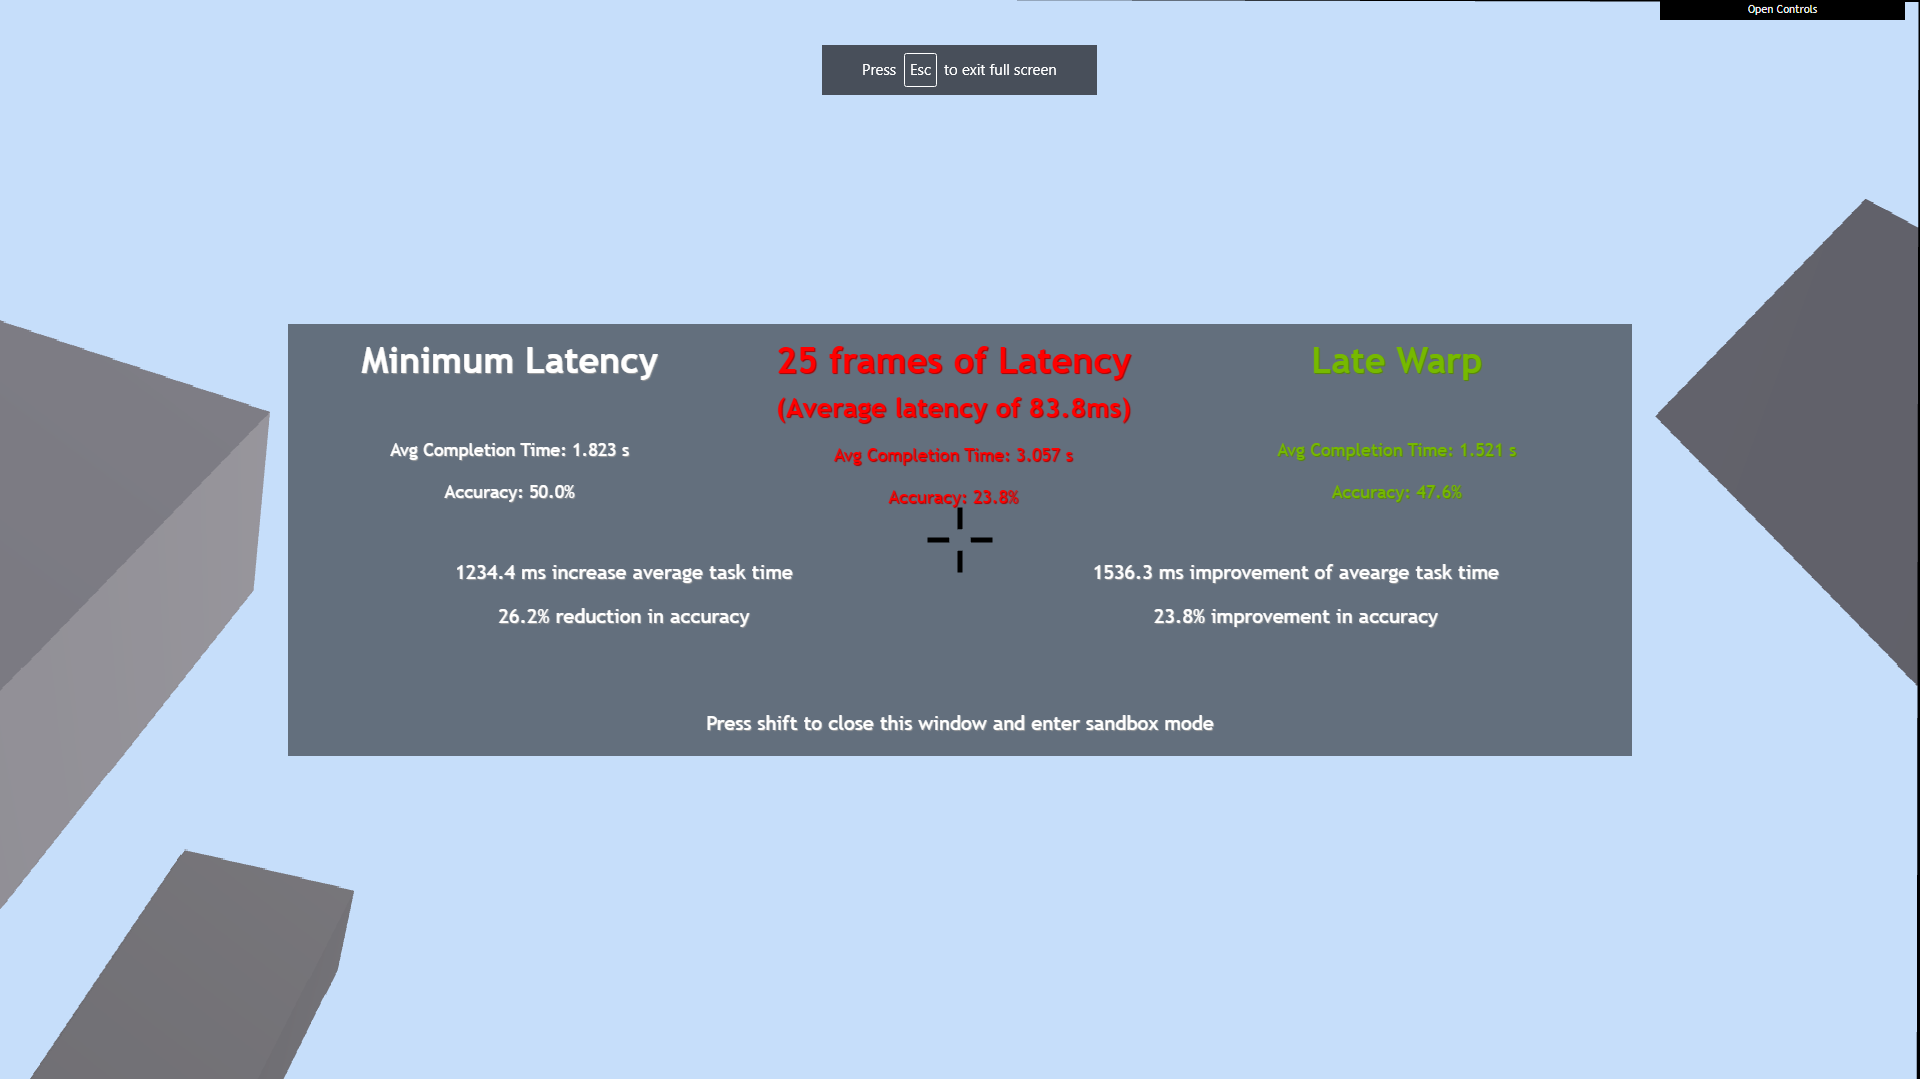 Open Controls
Press Esc to exit full screen
Minimum Latency
25 frames of Latency
Late Warp
(Average latency of 83.8ms)
Avg Completion Time: 1.823 s
Avg Completion Time: 3.057 s
Avg Completion Time: 1.521 s
Accuracy: 50.0%
Accuracy: 23.8%
Accuracy: 47.6%
1234.4 ms increase average task time
1536.3 ms improvement of avearge task time
26.2% reduction in accuracy
23.8% improvement in accuracy
Press shift to close this window and enter sandbox mode